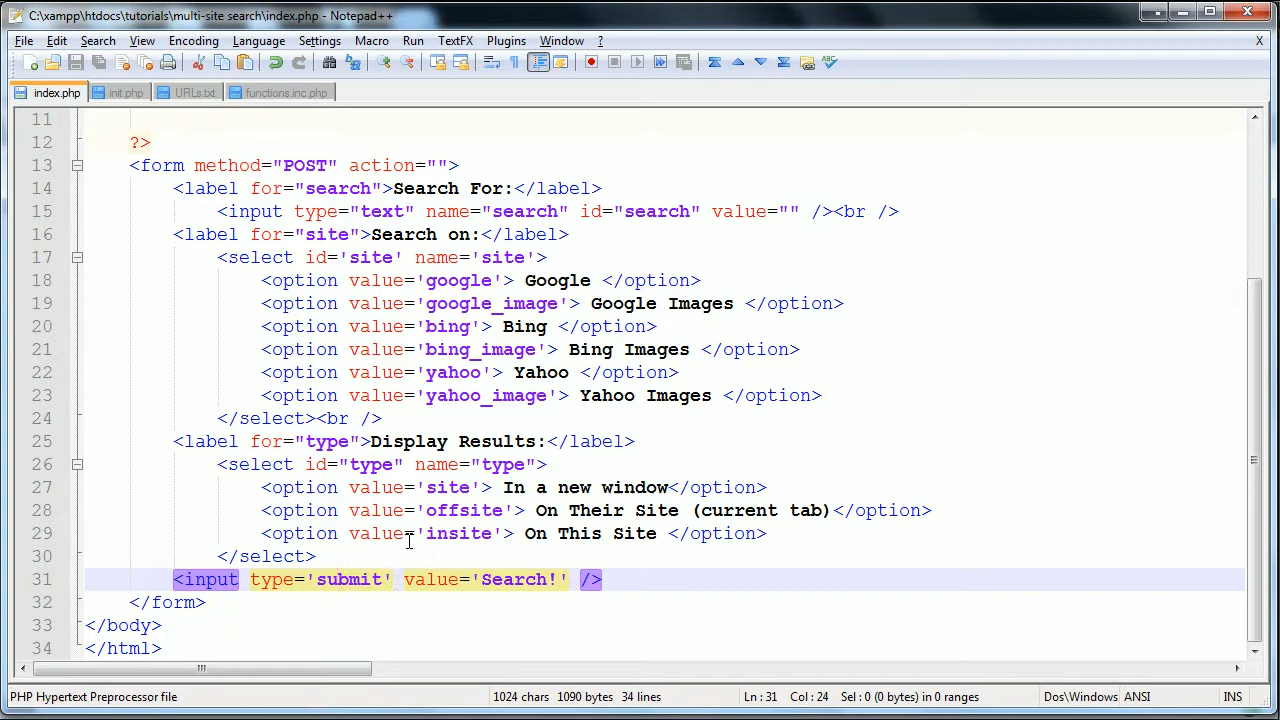 C:\xampp\htdocs\tutorials\multi-site search\index.php - Notepad++
File Edit Search View Encoding Language Settings Macro Run TextFX Plugins Window ? X
index.php init.php URLs.txt functions.inc.php
11
12 ?>
13 <form method="POST" action="">
14 <label for="search">Search For:</label>
15 <input type="text" name="search" id="search" value="" /><br />
16 <label for="site">Search on:</label>
17 <select id='site' name='site'>
18 <option value='google'> Google </option>
19 <option value='google_image'> Google Images </option>
20 <option value='bing'> Bing </option>
21 <option value='bing_image'> Bing Images </option>
22 <option value='yahoo'> Yahoo </option>
23 <option value='yahoo_image'> Yahoo Images </option>
24 </select><br />
25 <label for="type">Display Results:</label>
26 <select id="type" name="type">
27 <option value='site'> In a new window</option>
28 <option value='offsite'> On Their Site (current tab)</option>
29 <option value='insite'> On This Site </option>
30 </select>
31 <input type='submit' value='Search!' />
32 </form>
33 </body>
34 </html>
PHP Hypertext Preprocessor file 1024 chars 1090 bytes 34 lines Ln : 31 Col : 24 Sel : 0 (0 bytes) in 0 ranges Dos\Windows ANSI INS